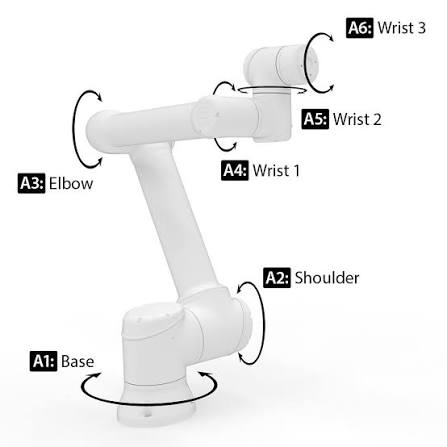 A6: Wrist 3
A5: Wrist 2
A4: Wrist 1
A3: Elbow
A2: Shoulder
A1: Base